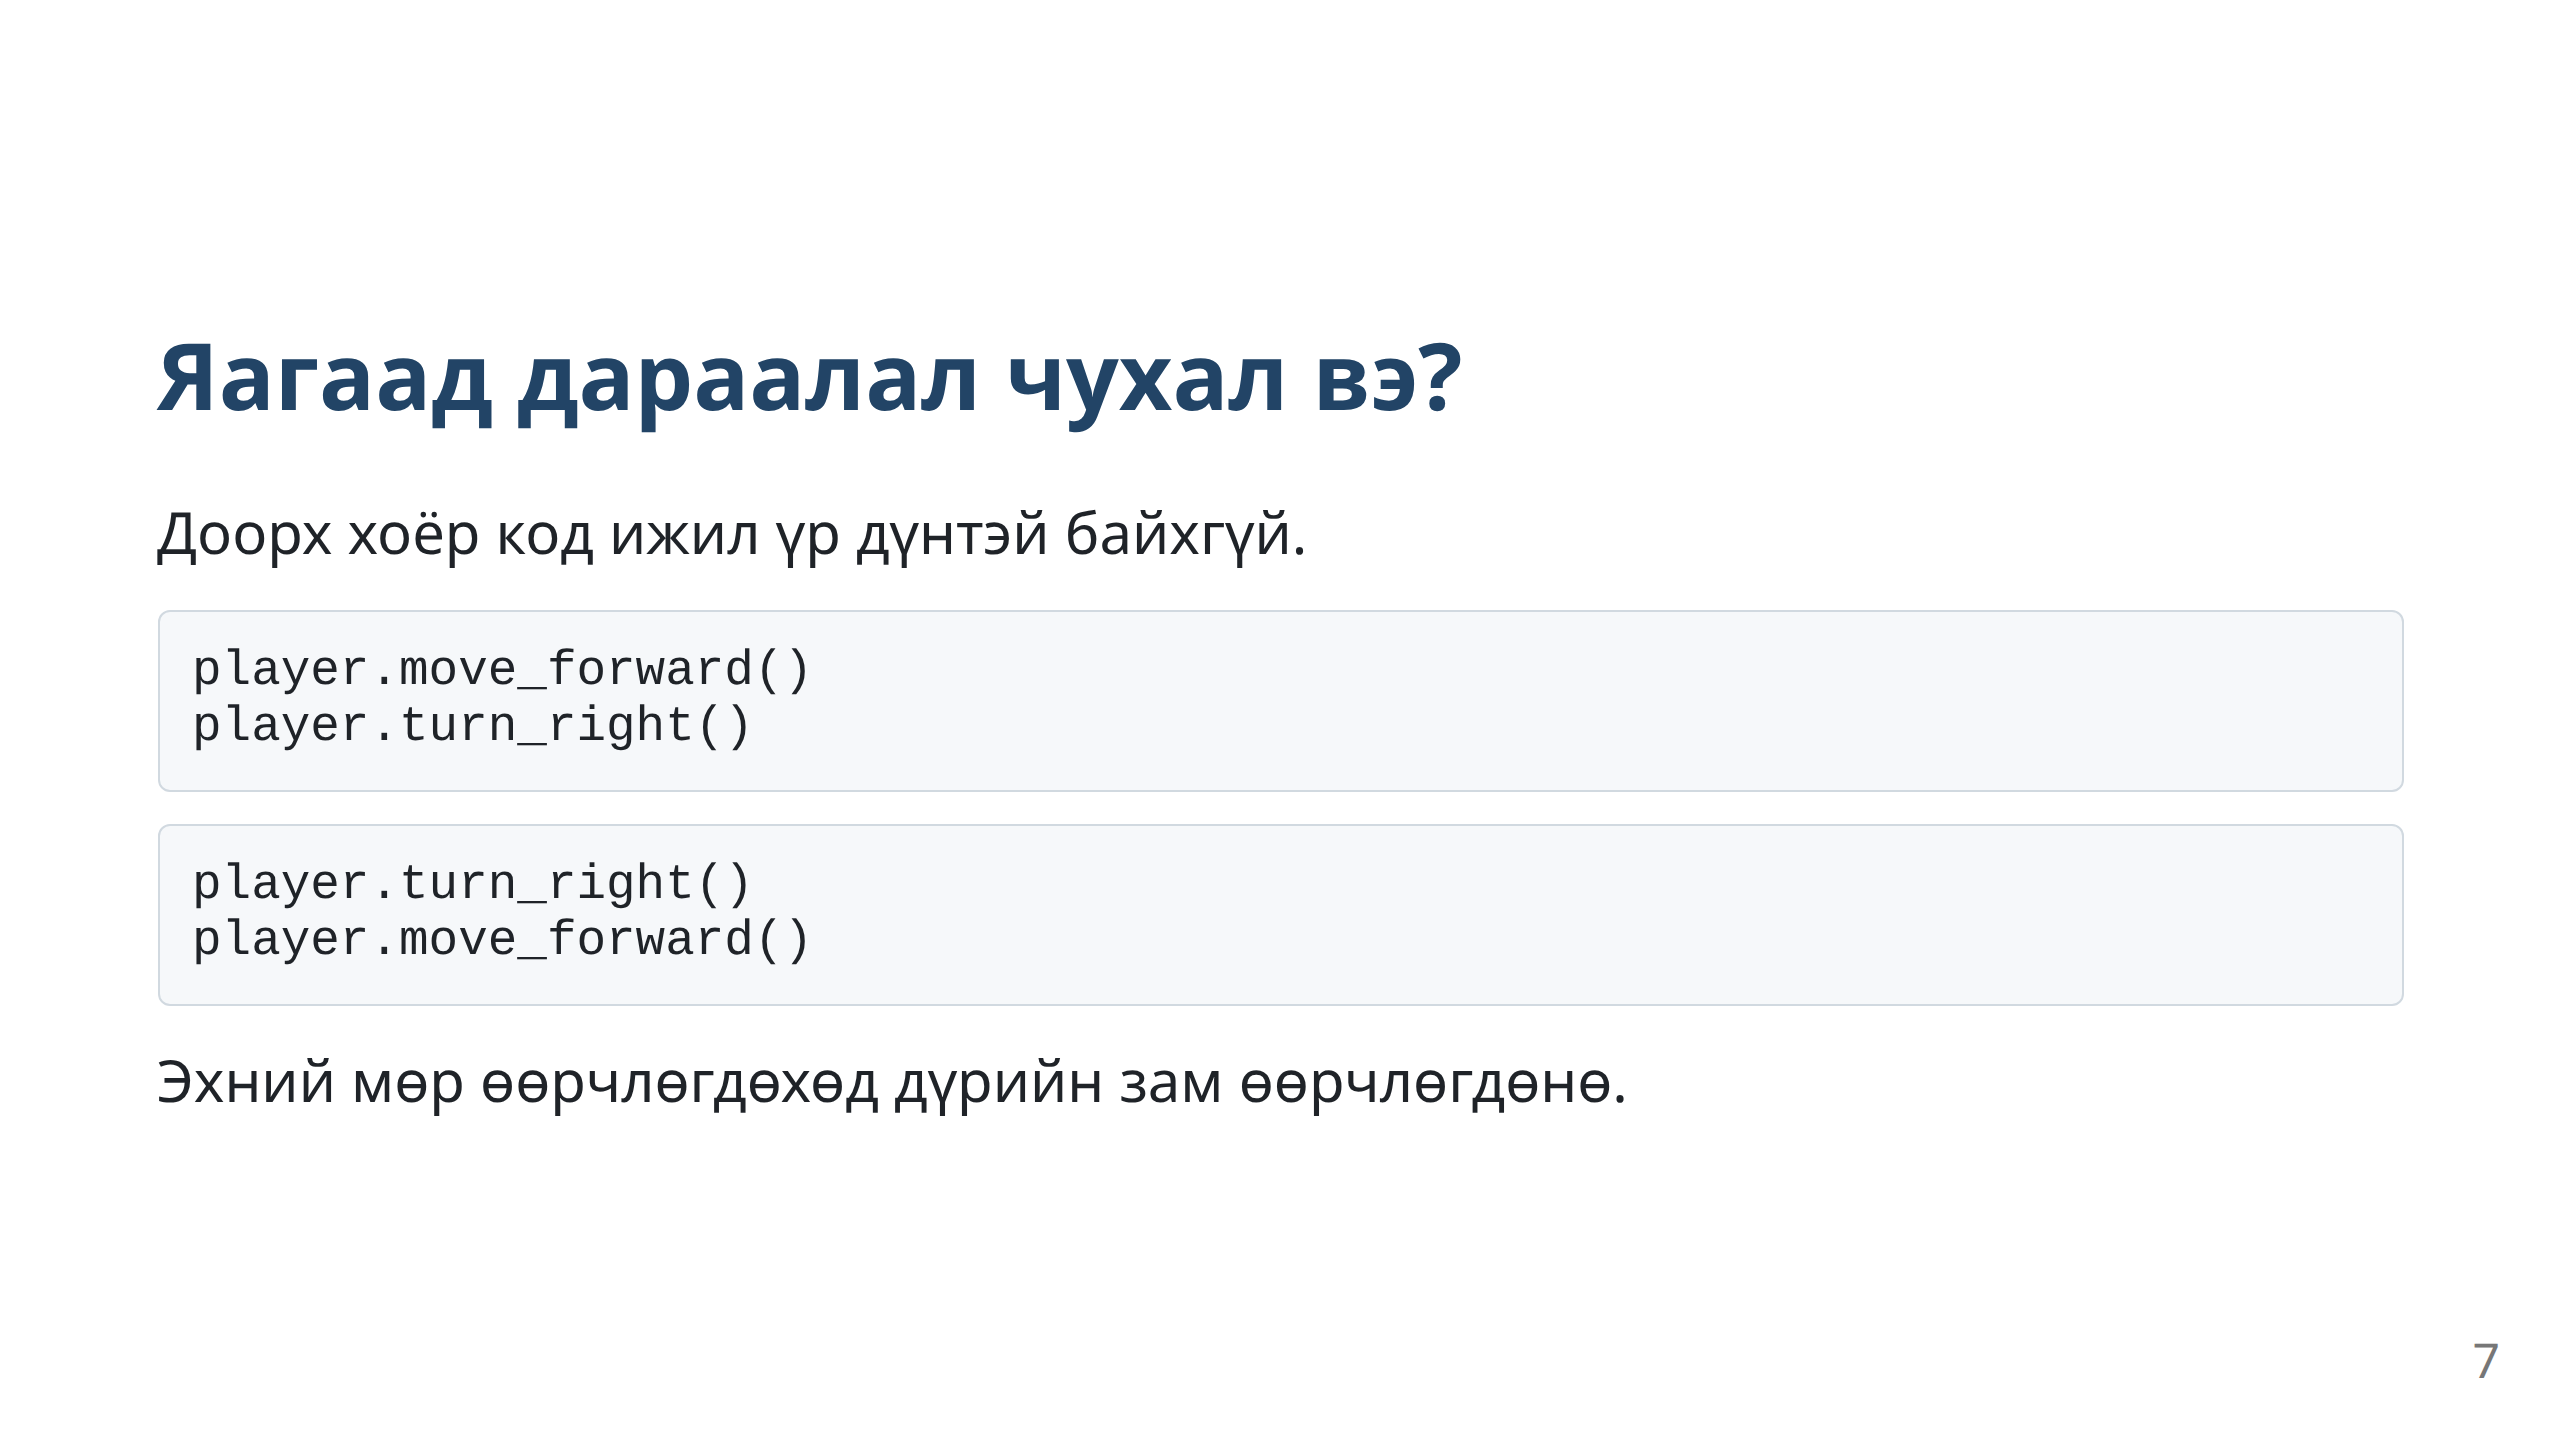 Яагаад дараалал чухал вэ?
Доорх хоёр код ижил үр дүнтэй байхгүй.
player.move_forward()
player.turn_right()
player.turn_right()
player.move_forward()
Эхний мөр өөрчлөгдөхөд дүрийн зам өөрчлөгдөнө.
7